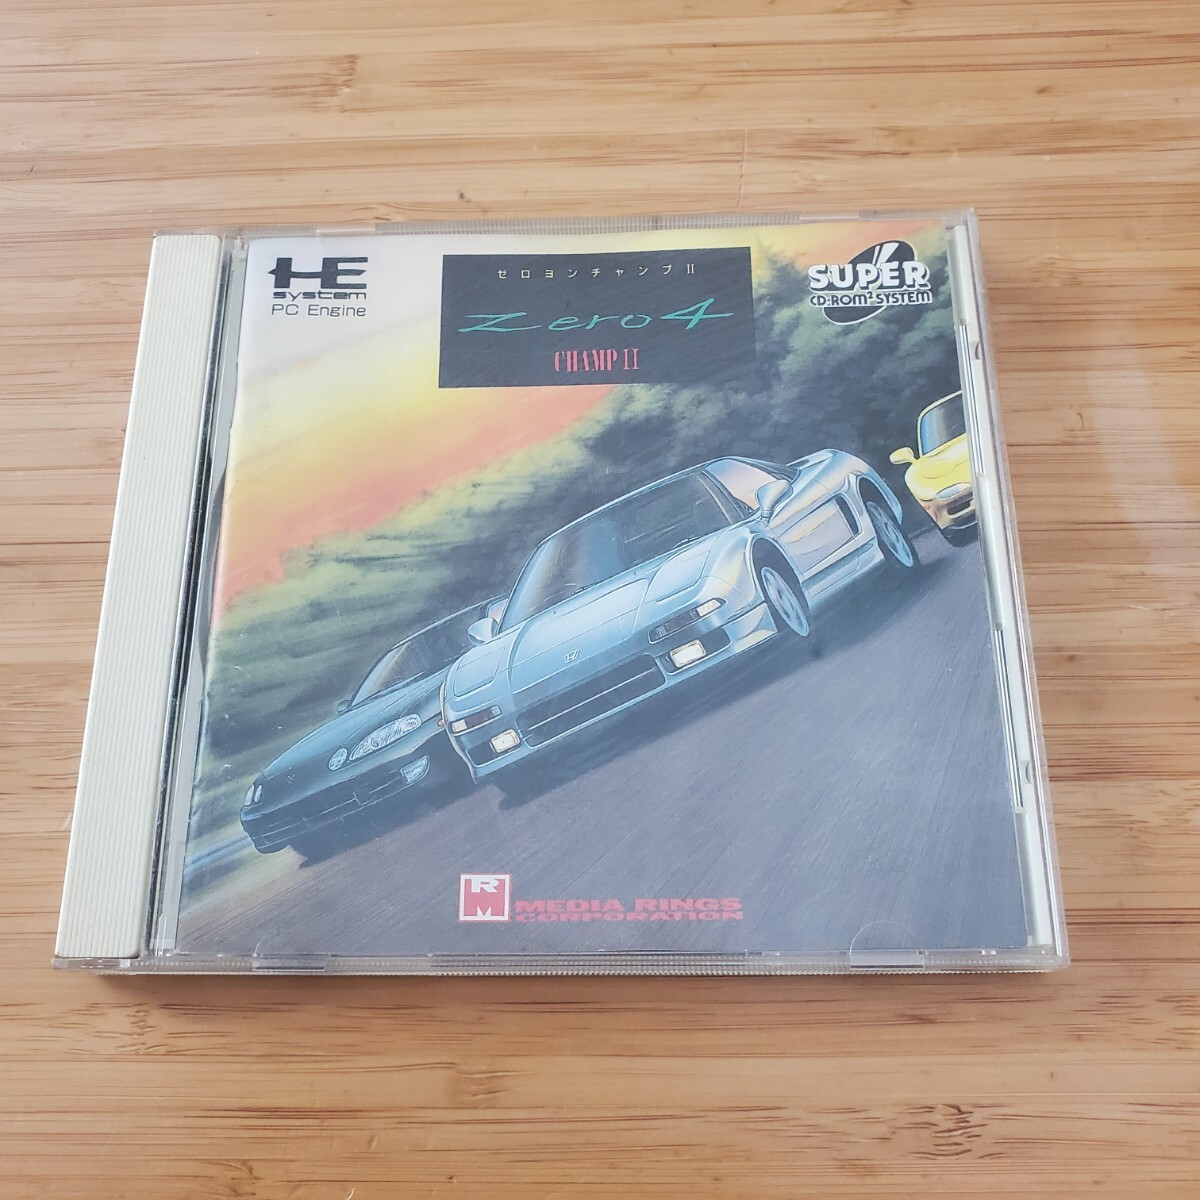 HE
system
PC Engine
ゼロヨンチャンプII
Zero4
CHAMP II
SUPER
CD-ROM² SYSTEM
R
M
MEDIA RINGS
CORPORATION